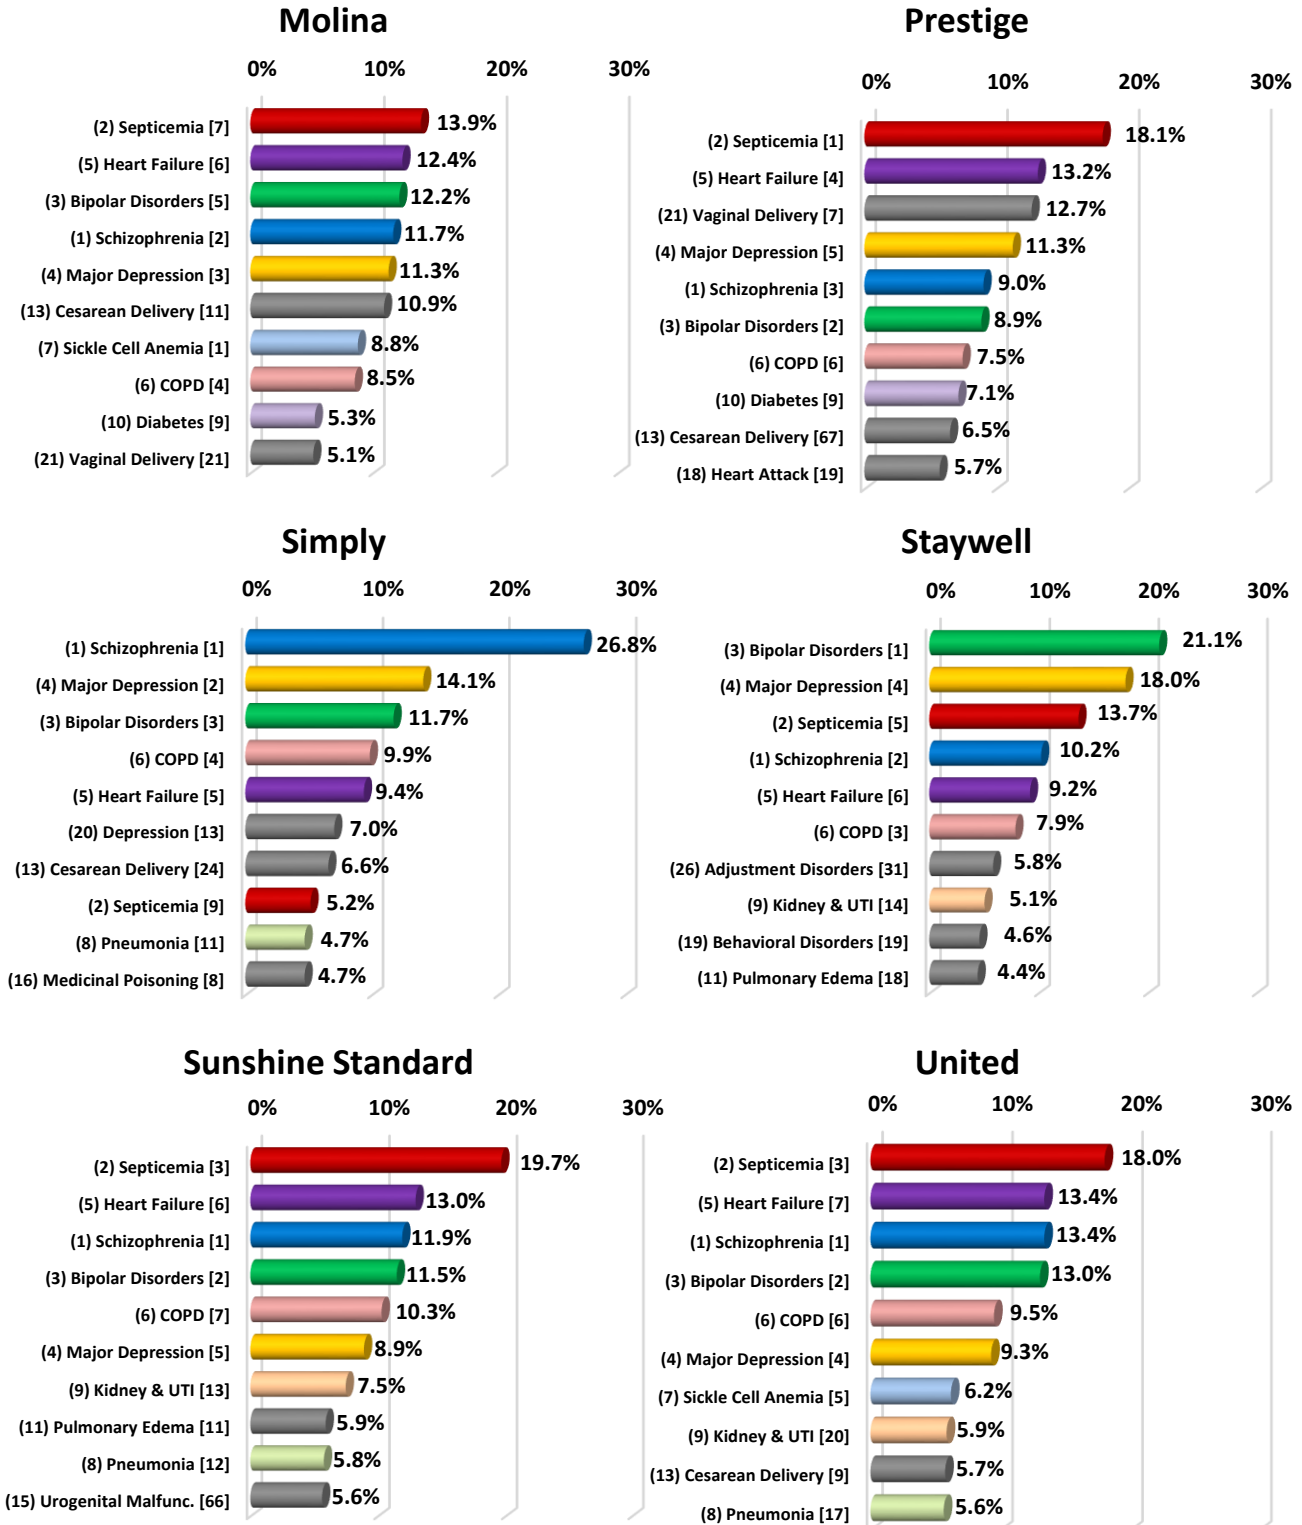 Molina
0% 10% 20% 30%
(2) Septicemia [7] 13.9%
(5) Heart Failure [6] 12.4%
(3) Bipolar Disorders [5] 12.2%
(1) Schizophrenia [2] 11.7%
(4) Major Depression [3] 11.3%
(13) Cesarean Delivery [11] 10.9%
(7) Sickle Cell Anemia [1] 8.8%
(6) COPD [4] 8.5%
(10) Diabetes [9] 5.3%
(21) Vaginal Delivery [21] 5.1%
Prestige
0% 10% 20% 30%
(2) Septicemia [1] 18.1%
(5) Heart Failure [4] 13.2%
(21) Vaginal Delivery [7] 12.7%
(4) Major Depression [5] 11.3%
(1) Schizophrenia [3] 9.0%
(3) Bipolar Disorders [2] 8.9%
(6) COPD [6] 7.5%
(10) Diabetes [9] 7.1%
(13) Cesarean Delivery [67] 6.5%
(18) Heart Attack [19] 5.7%
Simply
0% 10% 20% 30%
(1) Schizophrenia [1] 26.8%
(4) Major Depression [2] 14.1%
(3) Bipolar Disorders [3] 11.7%
(6) COPD [4] 9.9%
(5) Heart Failure [5] 9.4%
(20) Depression [13] 7.0%
(13) Cesarean Delivery [24] 6.6%
(2) Septicemia [9] 5.2%
(8) Pneumonia [11] 4.7%
(16) Medicinal Poisoning [8] 4.7%
Staywell
0% 10% 20% 30%
(3) Bipolar Disorders [1] 21.1%
(4) Major Depression [4] 18.0%
(2) Septicemia [5] 13.7%
(1) Schizophrenia [2] 10.2%
(5) Heart Failure [6] 9.2%
(6) COPD [3] 7.9%
(26) Adjustment Disorders [31] 5.8%
(9) Kidney & UTI [14] 5.1%
(19) Behavioral Disorders [19] 4.6%
(11) Pulmonary Edema [18] 4.4%
Sunshine Standard
0% 10% 20% 30%
(2) Septicemia [3] 19.7%
(5) Heart Failure [6] 13.0%
(1) Schizophrenia [1] 11.9%
(3) Bipolar Disorders [2] 11.5%
(6) COPD [7] 10.3%
(4) Major Depression [5] 8.9%
(9) Kidney & UTI [13] 7.5%
(11) Pulmonary Edema [11] 5.9%
(8) Pneumonia [12] 5.8%
(15) Urogenital Malfunc. [66] 5.6%
United
0% 10% 20% 30%
(2) Septicemia [3] 18.0%
(5) Heart Failure [7] 13.4%
(1) Schizophrenia [1] 13.4%
(3) Bipolar Disorders [2] 13.0%
(6) COPD [6] 9.5%
(4) Major Depression [4] 9.3%
(7) Sickle Cell Anemia [5] 6.2%
(9) Kidney & UTI [20] 5.9%
(13) Cesarean Delivery [9] 5.7%
(8) Pneumonia [17] 5.6%